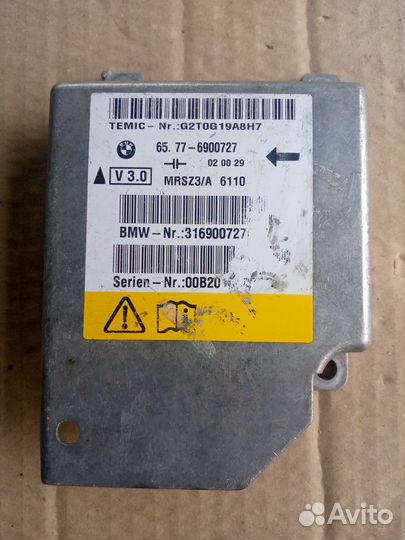 TEMIC-Nr.:G2T0G19A8H7
65.77-6900727
02 00 29
V 3.0
MRSZ3/A 6110
BMW-Nr.:316900727
Serien-Nr.:00B20
Avito